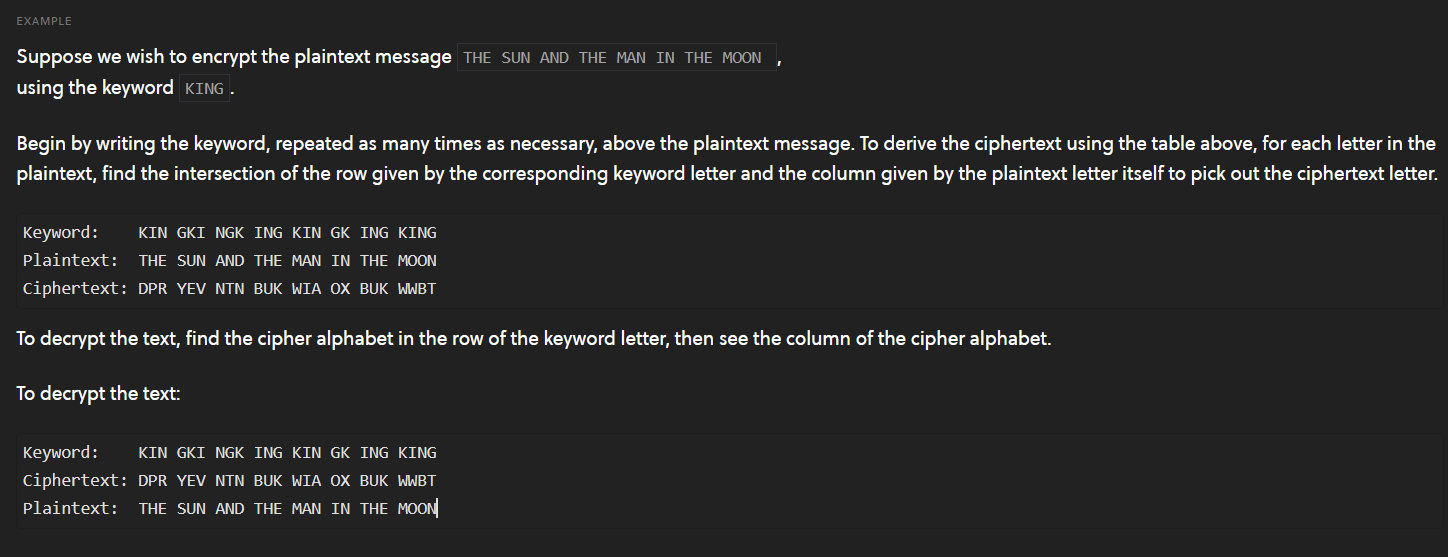 EXAMPLE
Suppose we wish to encrypt the plaintext message THE SUN AND THE MAN IN THE MOON ,
using the keyword KING.
Begin by writing the keyword, repeated as many times as necessary, above the plaintext message. To derive the ciphertext using the table above, for each letter in the
plaintext, find the intersection of the row given by the corresponding keyword letter and the column given by the plaintext letter itself to pick out the ciphertext letter.
Keyword:    KIN GKI NGK ING KIN GK ING KING
Plaintext:  THE SUN AND THE MAN IN THE MOON
Ciphertext: DPR YEV NTN BUK WIA OX BUK WWBT
To decrypt the text, find the cipher alphabet in the row of the keyword letter, then see the column of the cipher alphabet.
To decrypt the text:
Keyword:    KIN GKI NGK ING KIN GK ING KING
Ciphertext: DPR YEV NTN BUK WIA OX BUK WWBT
Plaintext:  THE SUN AND THE MAN IN THE MOON